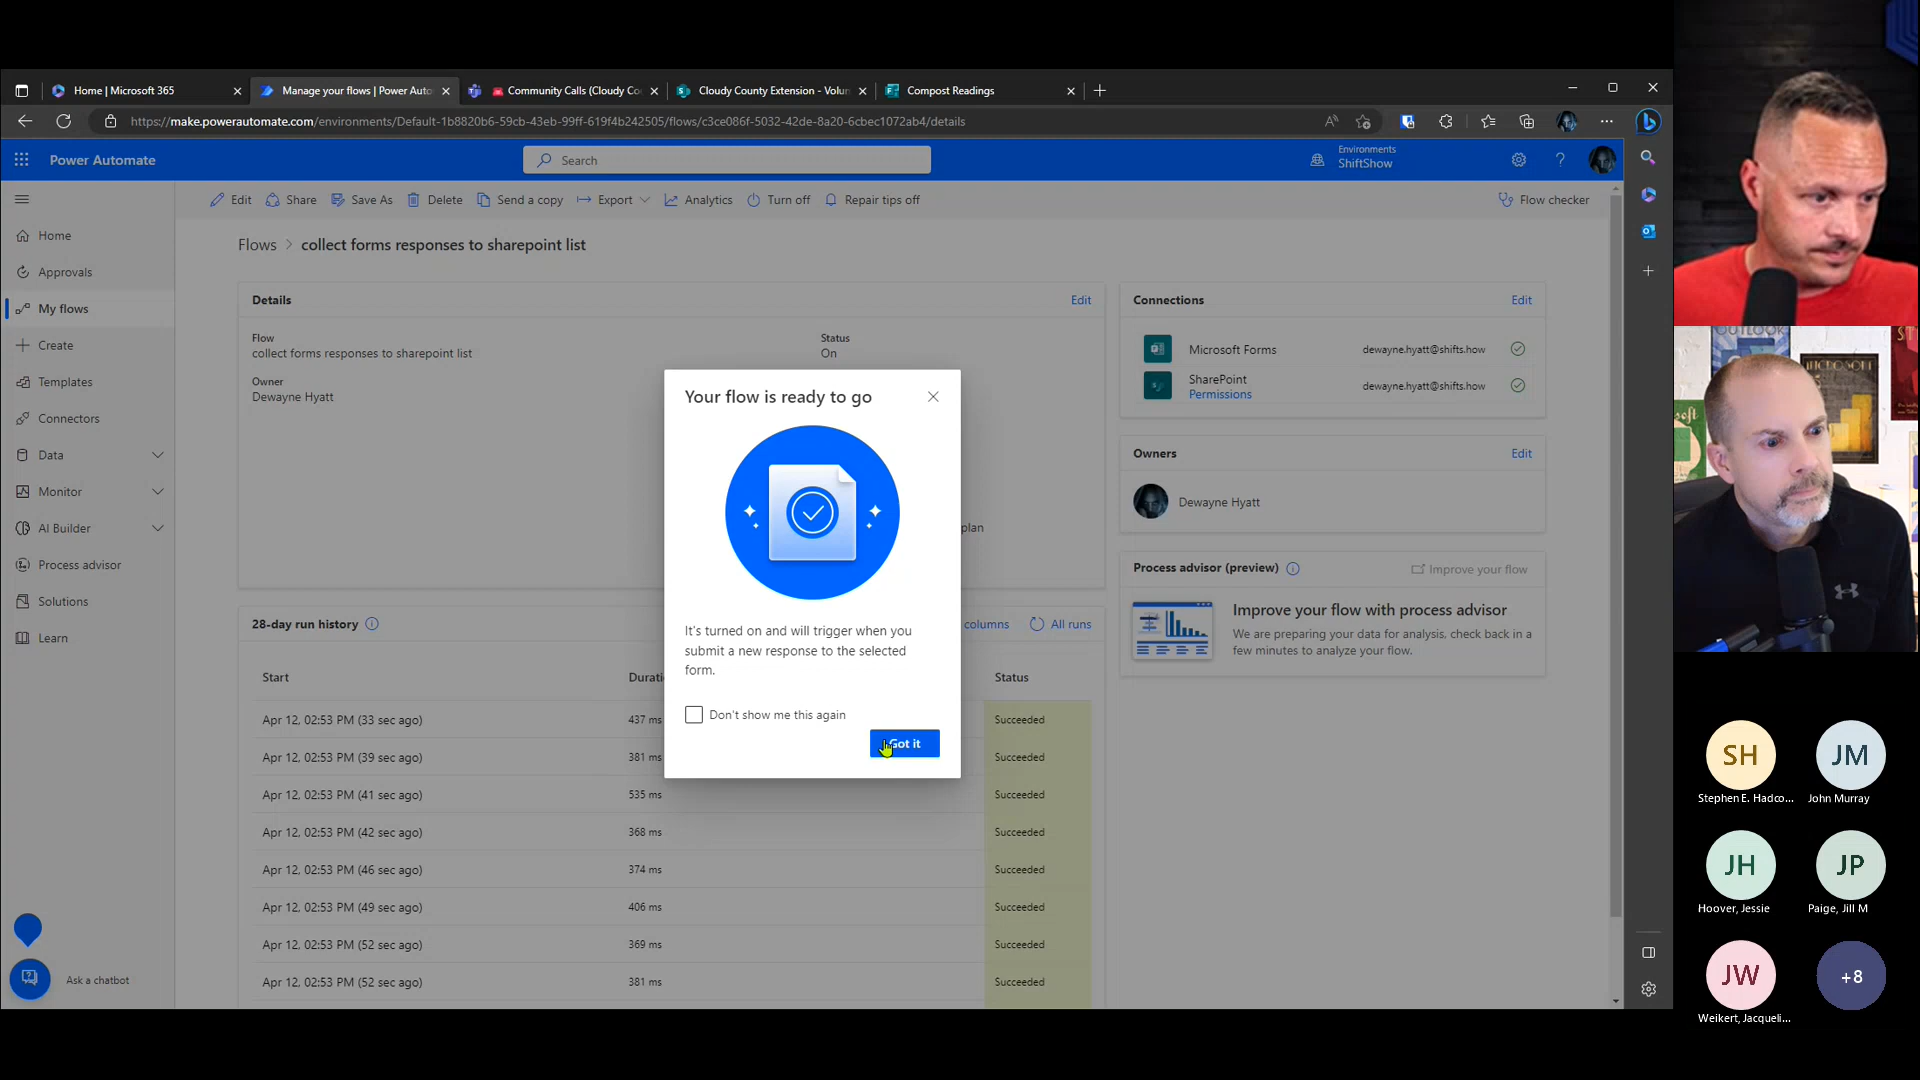 Home | Microsoft 365
Manage your flows | Power Auto
Community Calls (Cloudy Co
Cloudy County Extension - Volun
Compost Readings
https://make.powerautomate.com/environments/Default-1b8820b6-59cb-43eb-99ff-619f4b242505/flows/c3ce086f-5032-42de-8a20-6cbec1072ab4/details
Power Automate
Search
Environments
ShiftShow
Edit
Share
Save As
Delete
Send a copy
Export
Analytics
Turn off
Repair tips off
Flow checker
Home
Approvals
My flows
Create
Templates
Connectors
Data
Monitor
AI Builder
Process advisor
Solutions
Learn
Ask a chatbot
Flows > collect forms responses to sharepoint list
Details
Edit
Flow
collect forms responses to sharepoint list
Status
On
Owner
Dewayne Hyatt
plan
Connections
Edit
Microsoft Forms
dewayne.hyatt@shifts.how
SharePoint
Permissions
dewayne.hyatt@shifts.how
Owners
Edit
Dewayne Hyatt
Process advisor (preview)
Improve your flow
Improve your flow with process advisor
We are preparing your data for analysis, check back in a
few minutes to analyze your flow.
Your flow is ready to go
It's turned on and will trigger when you
submit a new response to the selected
form.
Don't show me this again
Got it
28-day run history
columns
All runs
Start
Durati
Status
Apr 12, 02:53 PM (33 sec ago) 437 ms Succeeded
Apr 12, 02:53 PM (39 sec ago) 381 ms Succeeded
Apr 12, 02:53 PM (41 sec ago) 535 ms Succeeded
Apr 12, 02:53 PM (42 sec ago) 368 ms Succeeded
Apr 12, 02:53 PM (46 sec ago) 374 ms Succeeded
Apr 12, 02:53 PM (49 sec ago) 406 ms Succeeded
Apr 12, 02:53 PM (52 sec ago) 369 ms Succeeded
Apr 12, 02:53 PM (52 sec ago) 381 ms Succeeded
OUTLOOK
SH
Stephen E. Hadco...
JM
John Murray
JH
Hoover, Jessie
JP
Paige, Jill M
JW
Weikert, Jacqueli...
+8